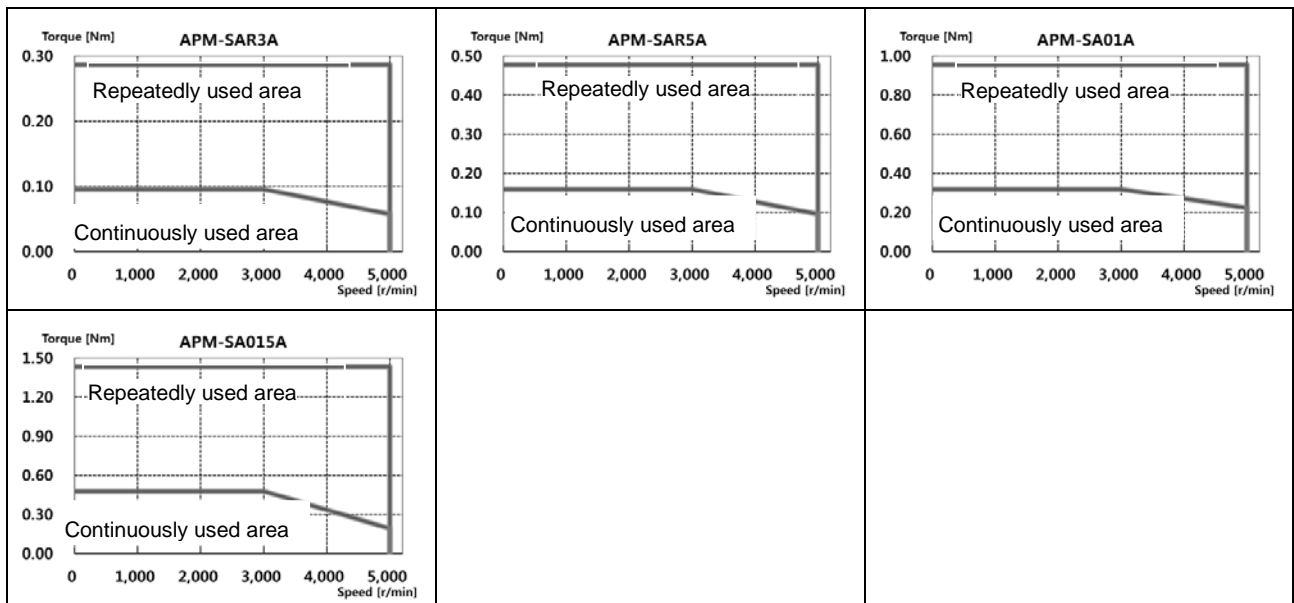 Torque [Nm] APM-SAR3A
0.30
Repeatedly used area
0.20
0.10
Continuously used area
0.00
0 1,000 2,000 3,000 4,000 5,000
Speed [r/min]
Torque [Nm] APM-SAR5A
0.50
Repeatedly used area
0.40
0.30
0.20
0.10
Continuously used area
0.00
0 1,000 2,000 3,000 4,000 5,000
Speed [r/min]
Torque [Nm] APM-SA01A
1.00
0.80
Repeatedly used area
0.60
0.40
0.20
Continuously used area
0.00
0 1,000 2,000 3,000 4,000 5,000
Speed [r/min]
Torque [Nm] APM-SA015A
1.50
1.20
Repeatedly used area
0.90
0.60
0.30
Continuously used area
0.00
0 1,000 2,000 3,000 4,000 5,000
Speed [r/min]